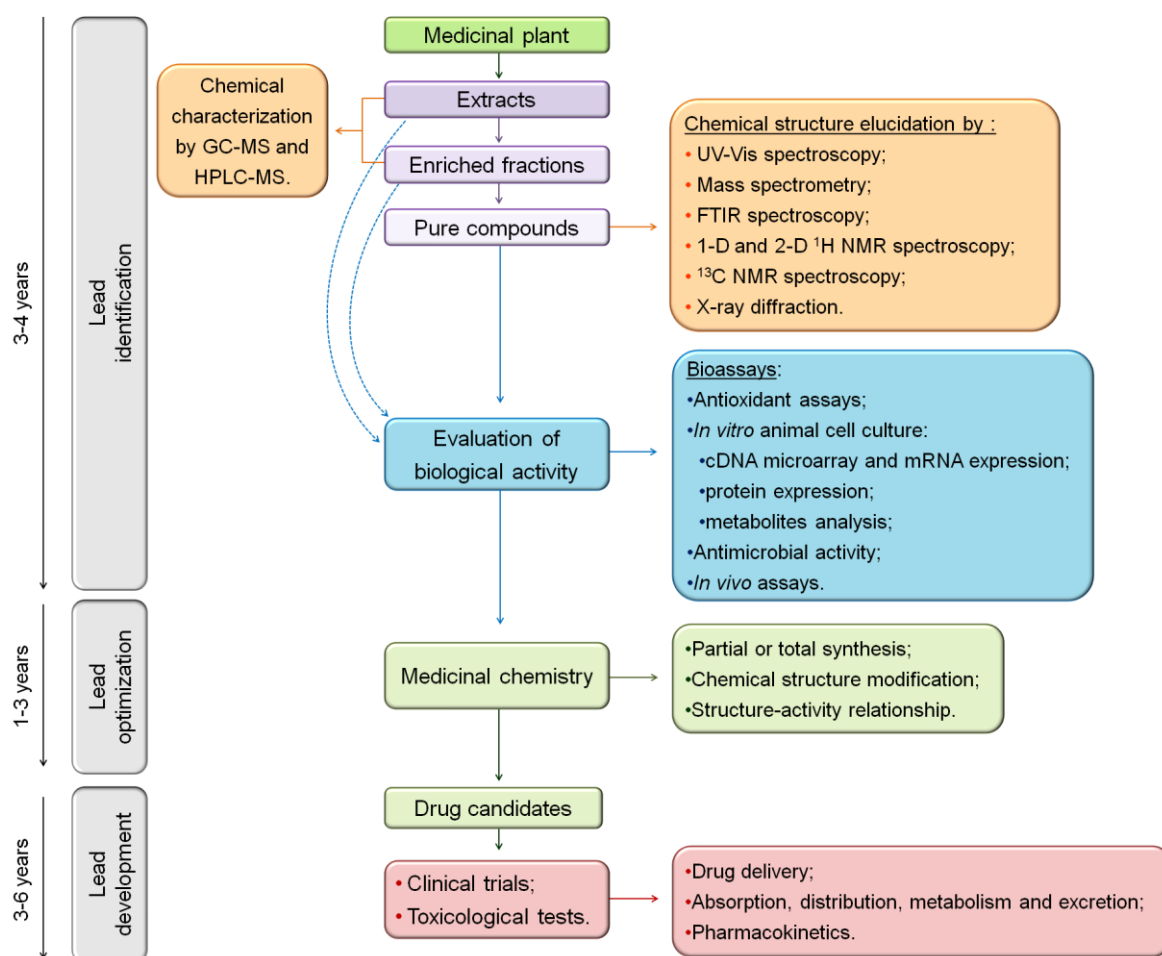 Medicinal plant
Extracts
Enriched fractions
Pure compounds
Chemical
characterization
by GC-MS and
HPLC-MS.
Chemical structure elucidation by :
• UV-Vis spectroscopy;
• Mass spectrometry;
• FTIR spectroscopy;
• 1-D and 2-D ¹H NMR spectroscopy;
• ¹³C NMR spectroscopy;
• X-ray diffraction.
3-4 years
Lead
identification
Evaluation of
biological activity
Bioassays:
•Antioxidant assays;
•In vitro animal cell culture:
•cDNA microarray and mRNA expression;
•protein expression;
•metabolites analysis;
•Antimicrobial activity;
•In vivo assays.
1-3 years
Lead
optimization
Medicinal chemistry
•Partial or total synthesis;
•Chemical structure modification;
•Structure-activity relationship.
3-6 years
Lead
development
Drug candidates
• Clinical trials;
• Toxicological tests.
•Drug delivery;
•Absorption, distribution, metabolism and excretion;
•Pharmacokinetics.